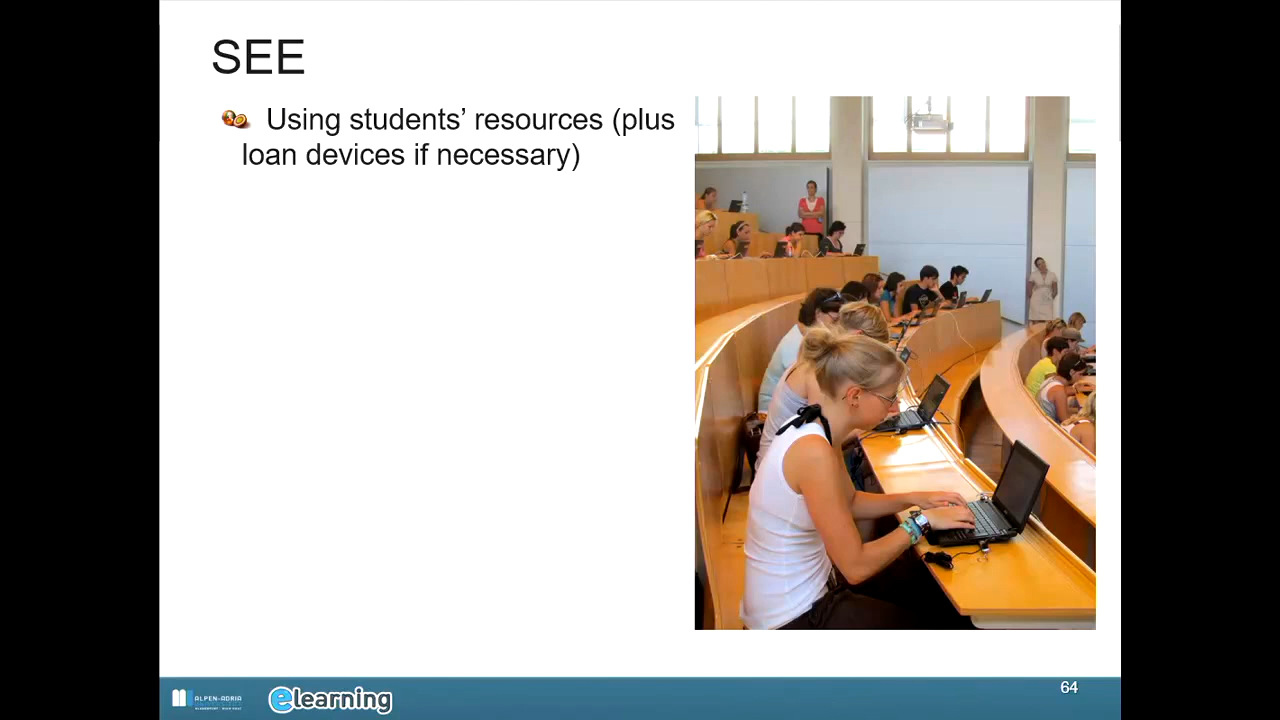 SEE
Using students’ resources (plus
loan devices if necessary)
ALPEN-ADRIA
elearning
64